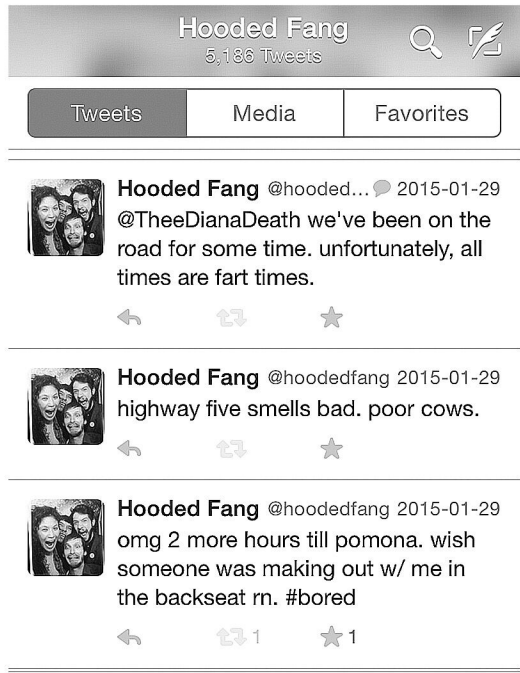 Hooded Fang
5,186 Tweets
Tweets Media Favorites
Hooded Fang @hooded... 2015-01-29
@TheeDianaDeath we've been on the
road for some time. unfortunately, all
times are fart times.
Hooded Fang @hoodedfang 2015-01-29
highway five smells bad. poor cows.
Hooded Fang @hoodedfang 2015-01-29
omg 2 more hours till pomona. wish
someone was making out w/ me in
the backseat rn. #bored
1 1